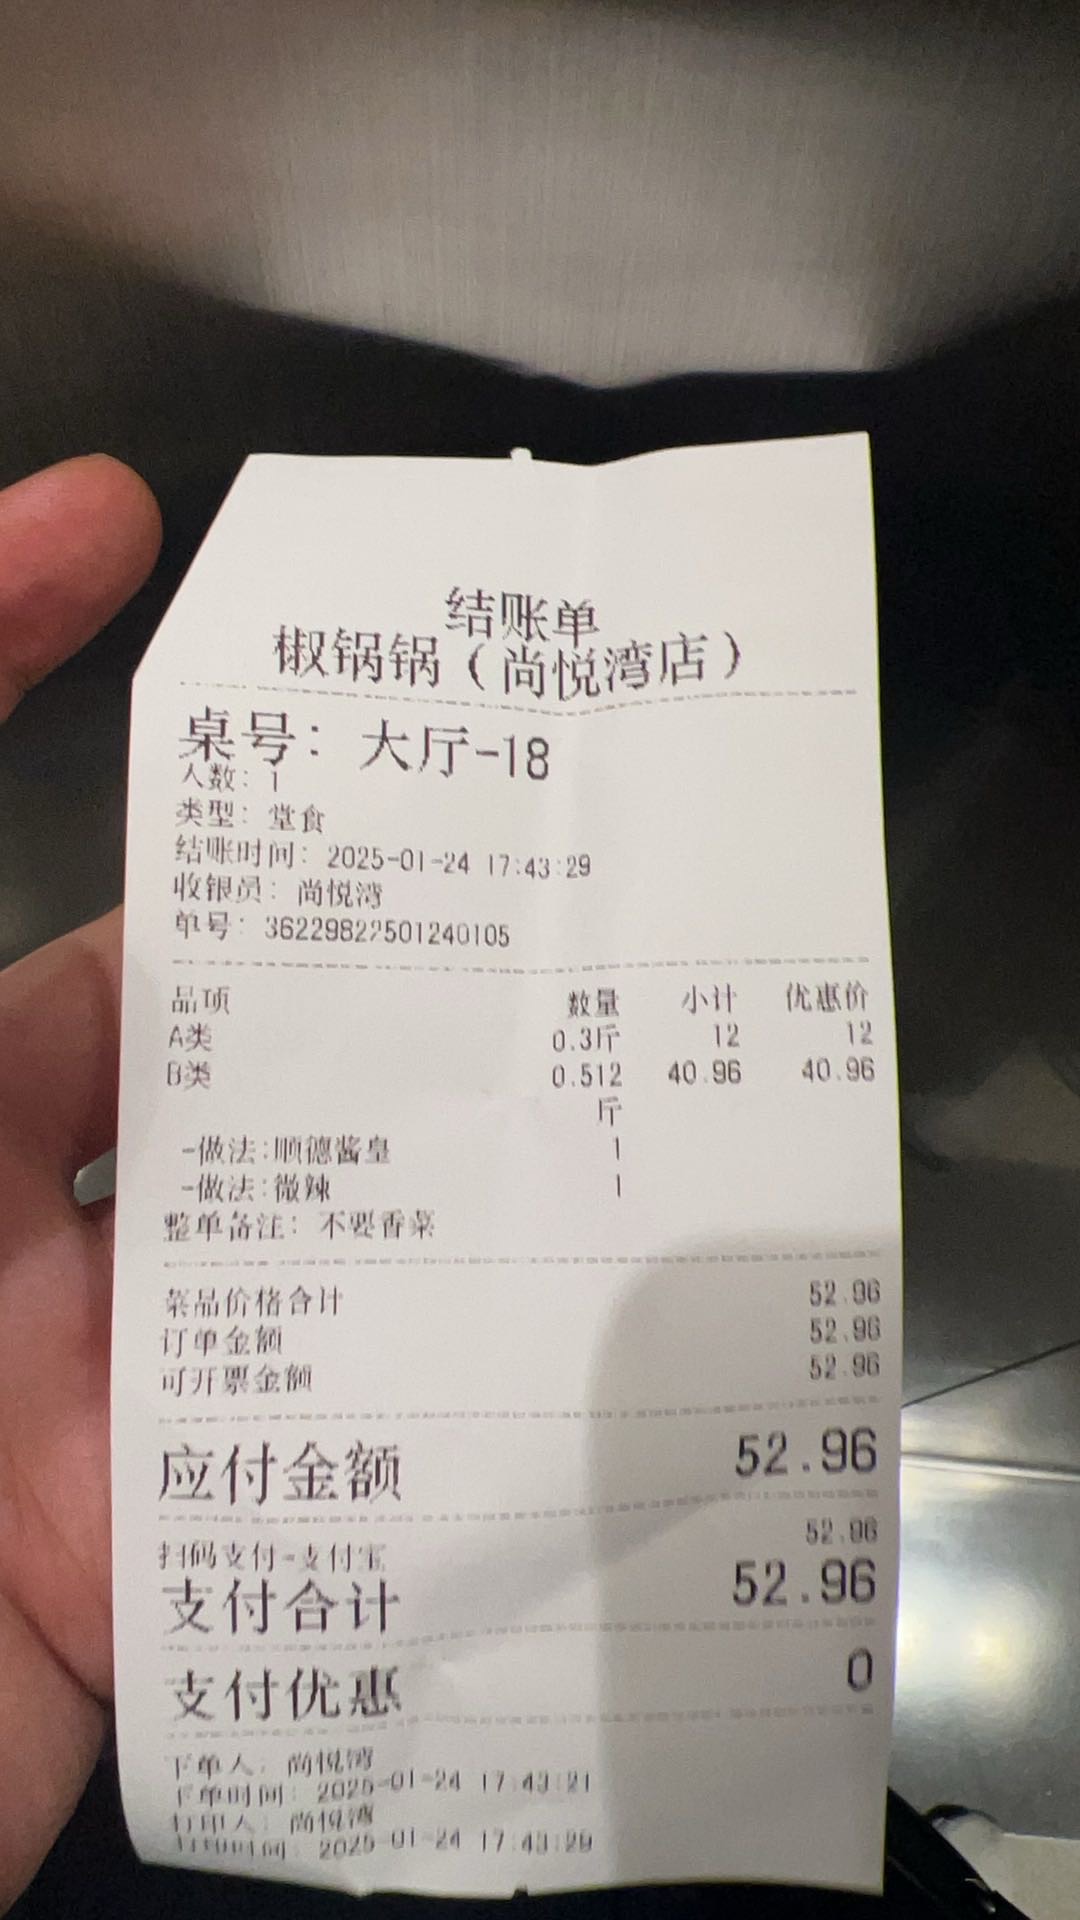 结账单
椒锅锅（尚悦湾店）
桌号：大厅-18
人数：1
类型：堂食
结账时间：2025-01-24 17:43:29
收银员：尚悦湾
单号：36229822501240105
品项 数量 小计 优惠价
A类 0.3斤 12 12
B类 0.512 40.96 40.96
斤
-做法:顺德酱皇 1
-做法:微辣 1
整单备注：不要香菜
菜品价格合计 52.96
订单金额 52.96
可开票金额 52.96
应付金额 52.96
扫码支付-支付宝 52.96
支付合计 52.96
支付优惠 0
下单人：尚悦湾
下单时间：2025-01-24 17:43:21
打印人：尚悦湾
打印时间：2025-01-24 17:43:29